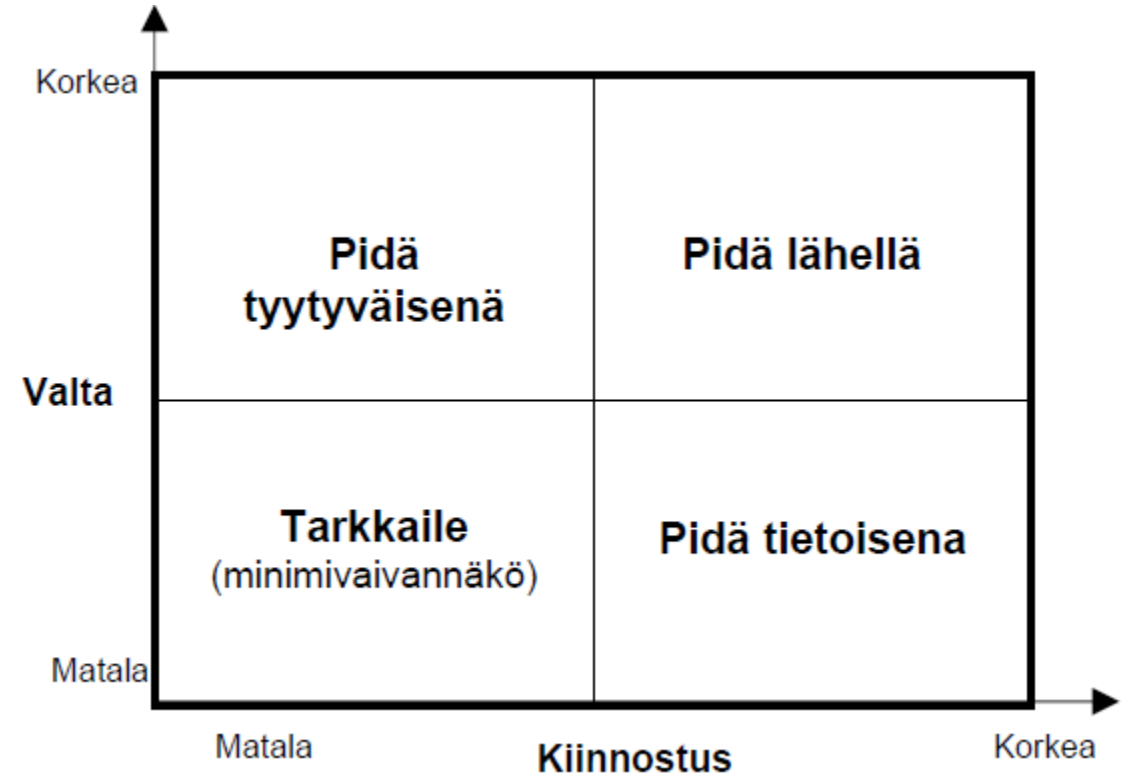 Korkea
Pidä
tyytyväisenä
Pidä lähellä
Valta
Tarkkaile
(minimivaivannäkö)
Pidä tietoisena
Matala
Matala
Kiinnostus
Korkea